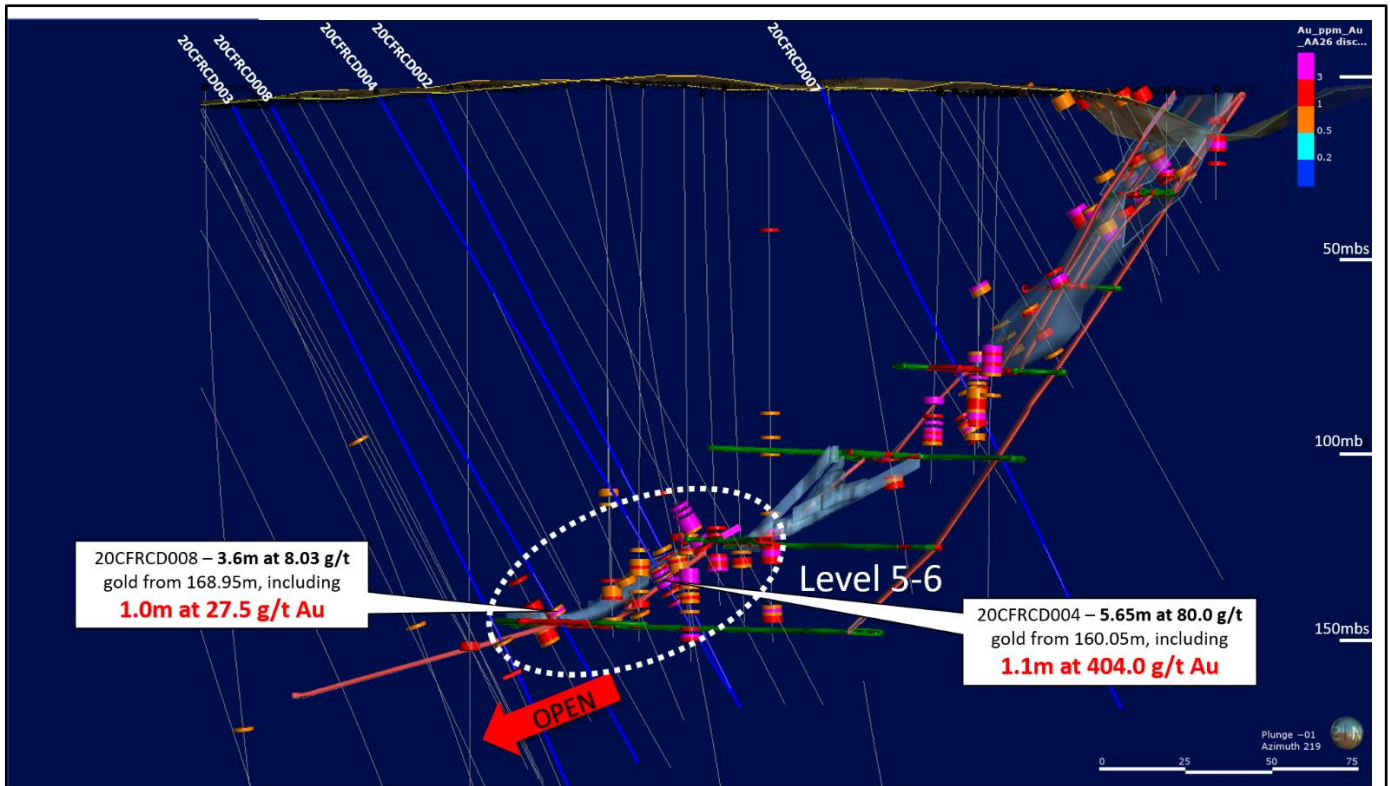 20CFRCD003
20CFRCD008
20CFRCD004
20CFRCD002
20CFRCD007
Au_ppm_Au
_AA26 disc...
3
1
0.5
0.2
50mbs
100mb
150mbs
Level 5-6
20CFRCD008 – 3.6m at 8.03 g/t
gold from 168.95m, including
1.0m at 27.5 g/t Au
20CFRCD004 – 5.65m at 80.0 g/t
gold from 160.05m, including
1.1m at 404.0 g/t Au
OPEN
Plunge −01
Azimuth 219
0 25 50 75